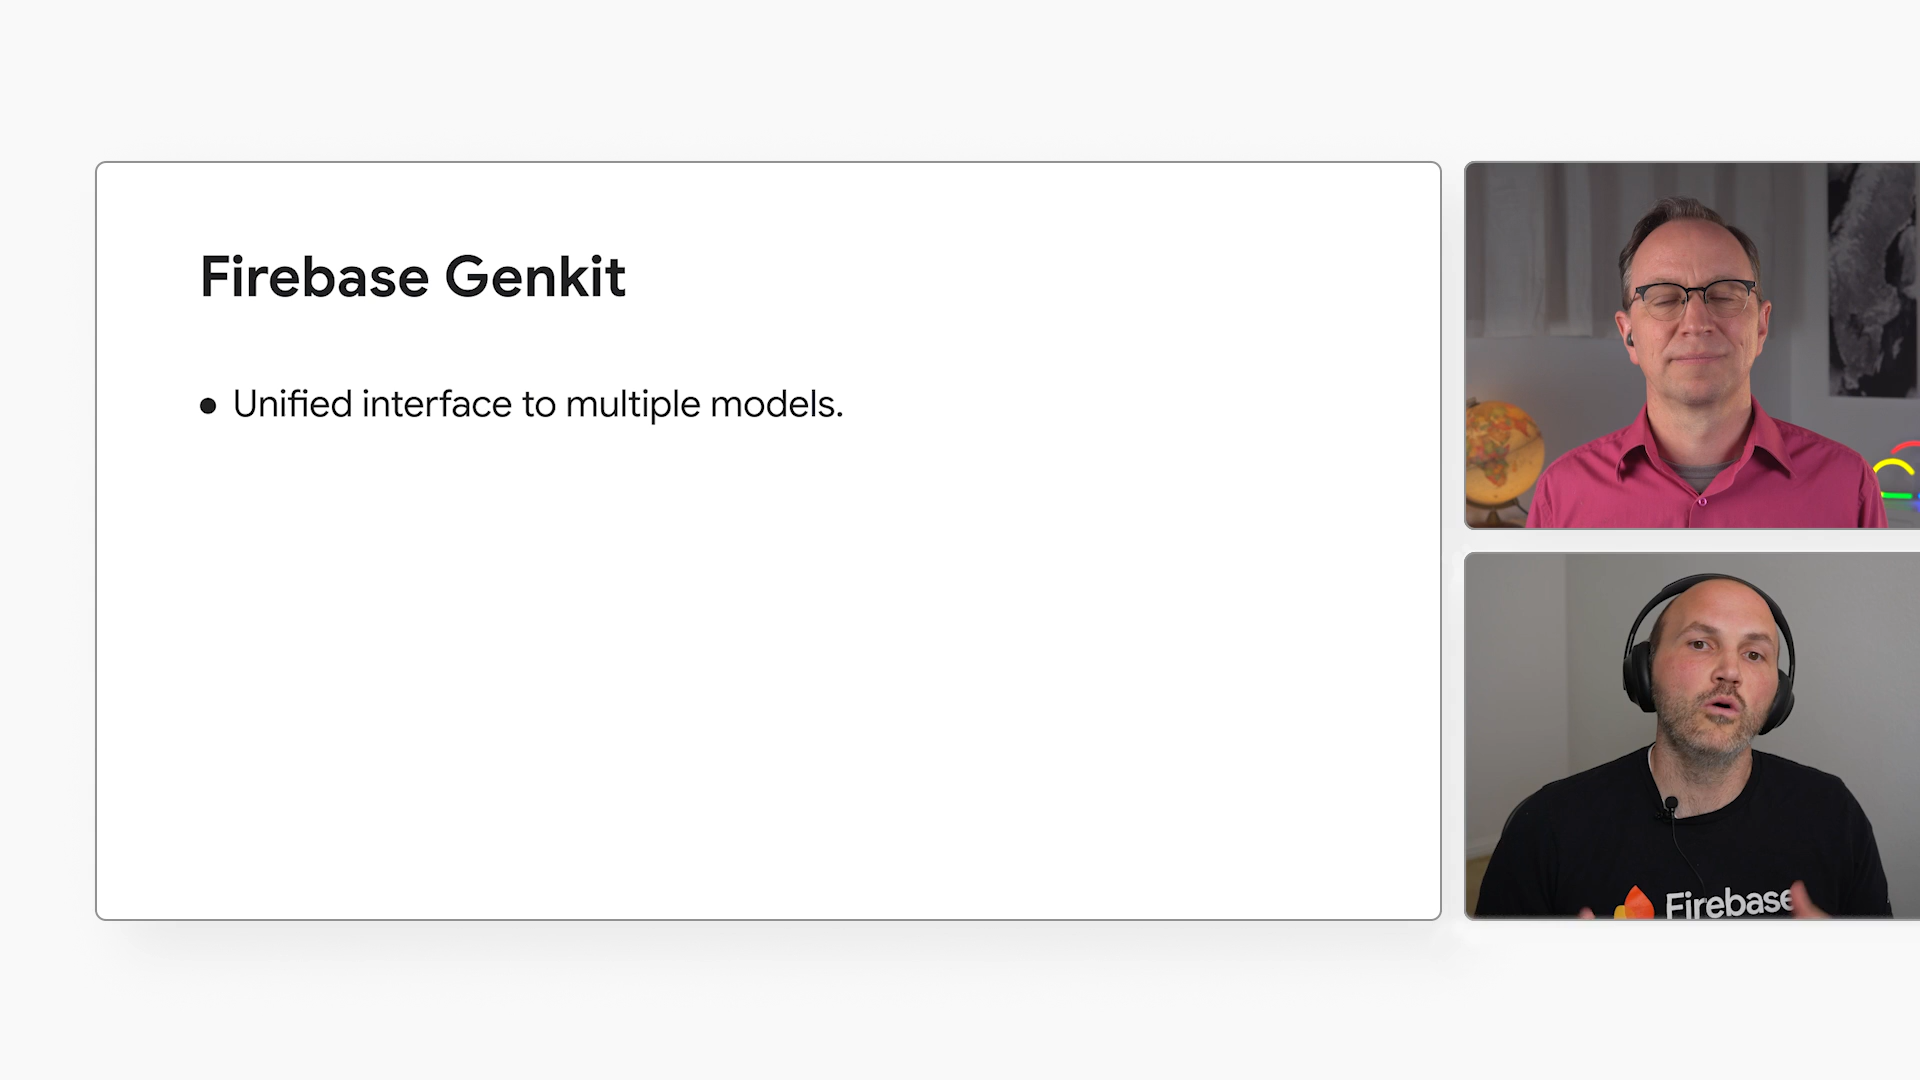 Firebase Genkit
• Unified interface to multiple models.
Firebase